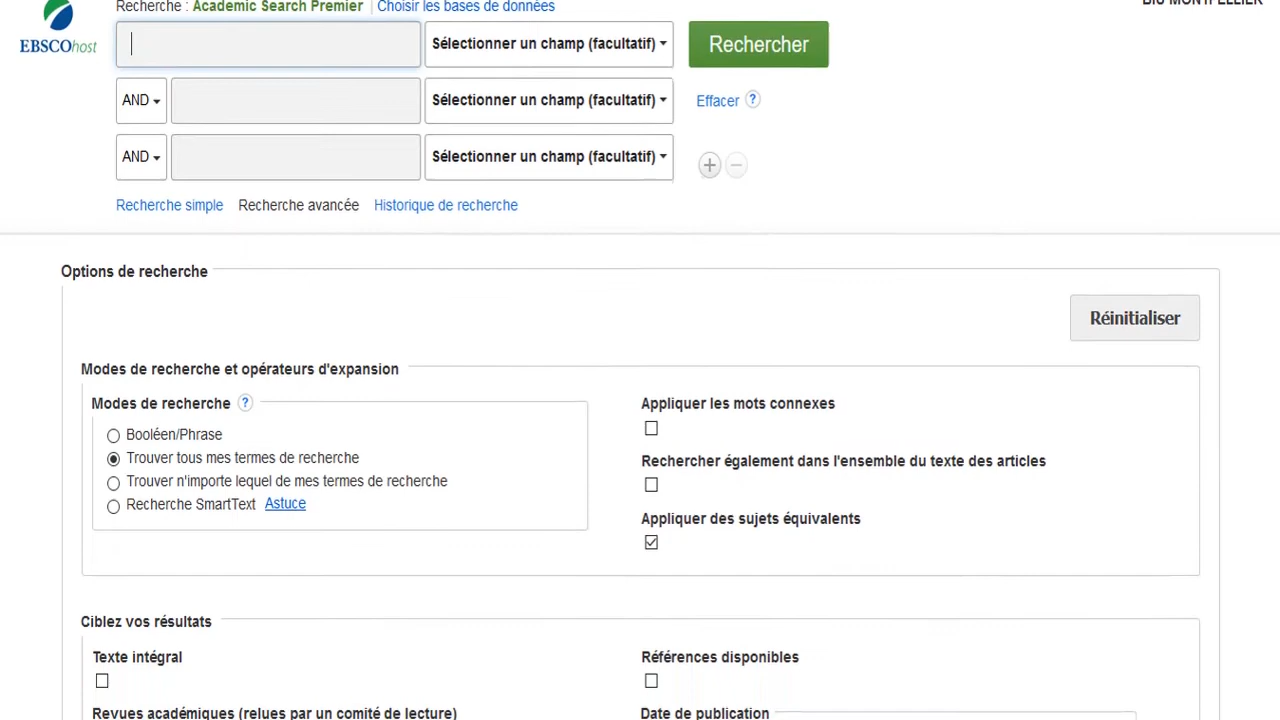 Recherche : Academic Search Premier Choisir les bases de données
BIU MONTPELLIER
EBSCOhost
Sélectionner un champ (facultatif)
Rechercher
AND
Sélectionner un champ (facultatif)
Effacer ?
AND
Sélectionner un champ (facultatif)
Recherche simple Recherche avancée Historique de recherche
Options de recherche
Réinitialiser
Modes de recherche et opérateurs d'expansion
Modes de recherche ?
Booléen/Phrase
Trouver tous mes termes de recherche
Trouver n'importe lequel de mes termes de recherche
Recherche SmartText Astuce
Appliquer les mots connexes
Rechercher également dans l'ensemble du texte des articles
Appliquer des sujets équivalents
Ciblez vos résultats
Texte intégral
Références disponibles
Revues académiques (relues par un comité de lecture)
Date de publication